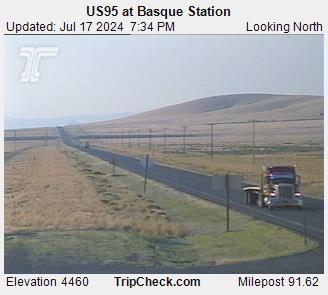 US95 at Basque Station
Updated: Jul 17 2024 7:34 PM Looking North
Elevation 4460 TripCheck.com Milepost 91.62